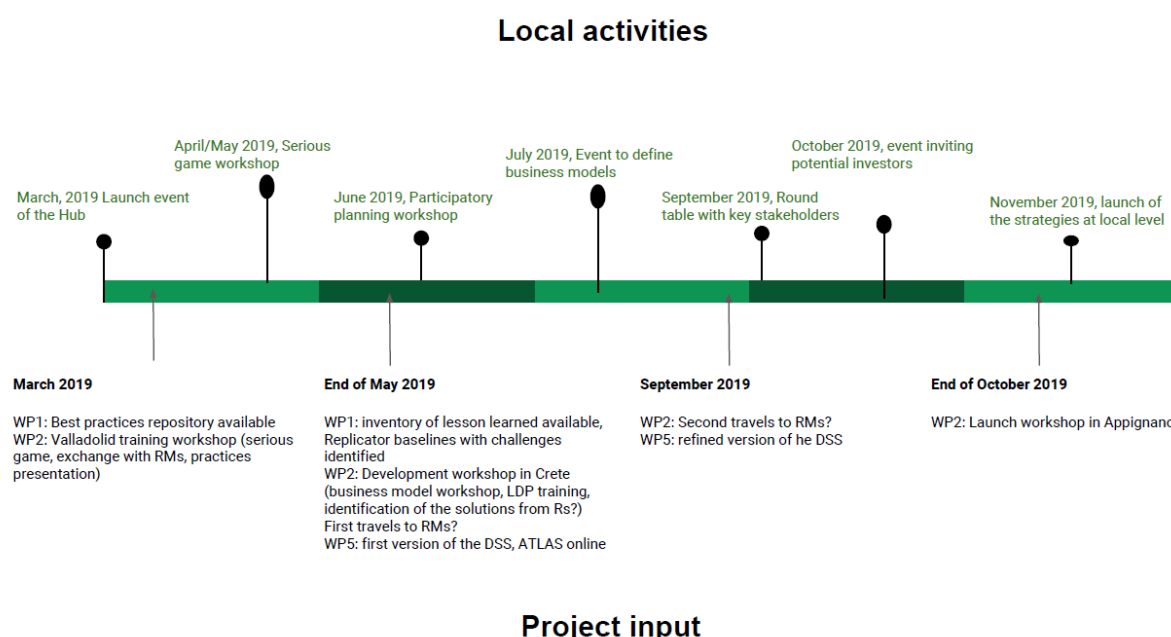 Local activities
April/May 2019, Serious
game workshop
October 2019, event inviting
potential investors
July 2019, Event to define
business models
March, 2019 Launch event
of the Hub
June 2019, Participatory
planning workshop
September 2019, Round
table with key stakeholders
November 2019, launch of
the strategies at local level
March 2019
WP1: Best practices repository available
WP2: Valladolid training workshop (serious
game, exchange with RMs, practices
presentation)
End of May 2019
WP1: inventory of lesson learned available,
Replicator baselines with challenges
identified
WP2: Development workshop in Crete
(business model workshop, LDP training,
identification of the solutions from Rs?)
First travels to RMs?
WP5: first version of the DSS, ATLAS online
September 2019
WP2: Second travels to RMs?
WP5: refined version of he DSS
End of October 2019
WP2: Launch workshop in Appignano
Project input